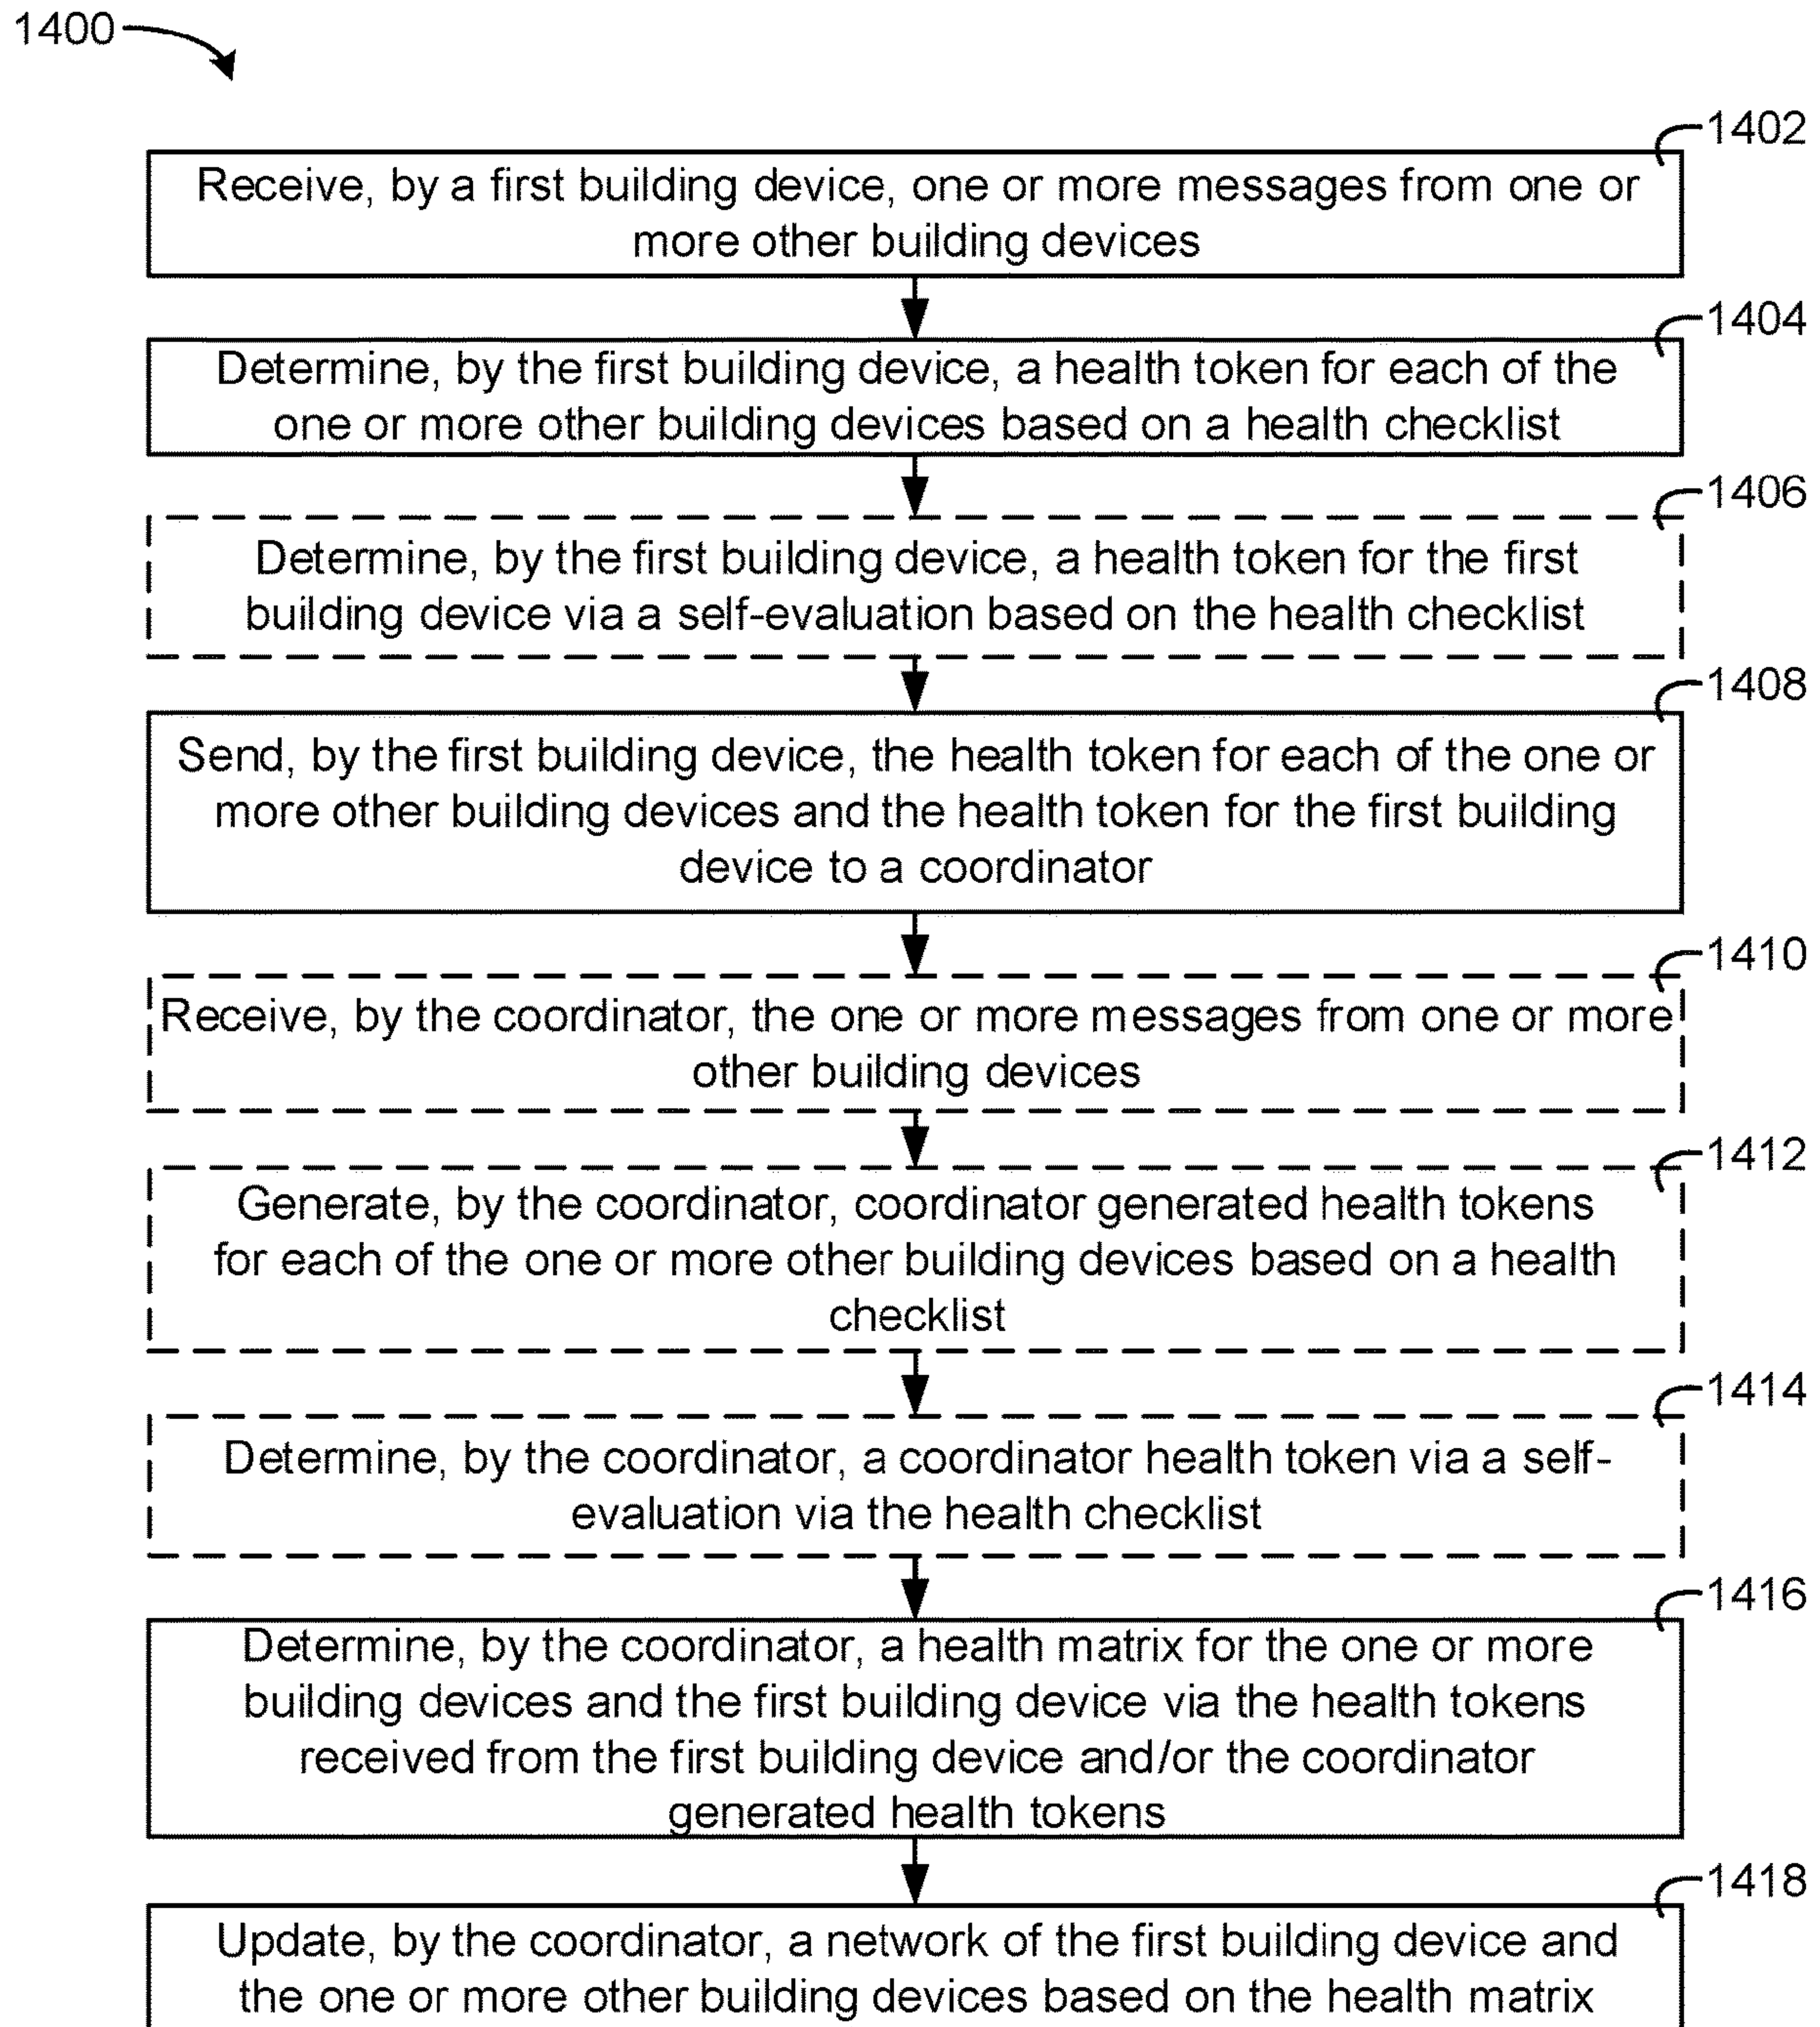 1400
1402
Receive, by a first building device, one or more messages from one or
more other building devices
1404
Determine, by the first building device, a health token for each of the
one or more other building devices based on a health checklist
1406
Determine, by the first building device, a health token for the first
building device via a self-evaluation based on the health checklist
1408
Send, by the first building device, the health token for each of the one or
more other building devices and the health token for the first building
device to a coordinator
1410
Receive, by the coordinator, the one or more messages from one or more
other building devices
1412
Generate, by the coordinator, coordinator generated health tokens
for each of the one or more other building devices based on a health
checklist
1414
Determine, by the coordinator, a coordinator health token via a self-
evaluation via the health checklist
1416
Determine, by the coordinator, a health matrix for the one or more
building devices and the first building device via the health tokens
received from the first building device and/or the coordinator
generated health tokens
1418
Update, by the coordinator, a network of the first building device and
the one or more other building devices based on the health matrix